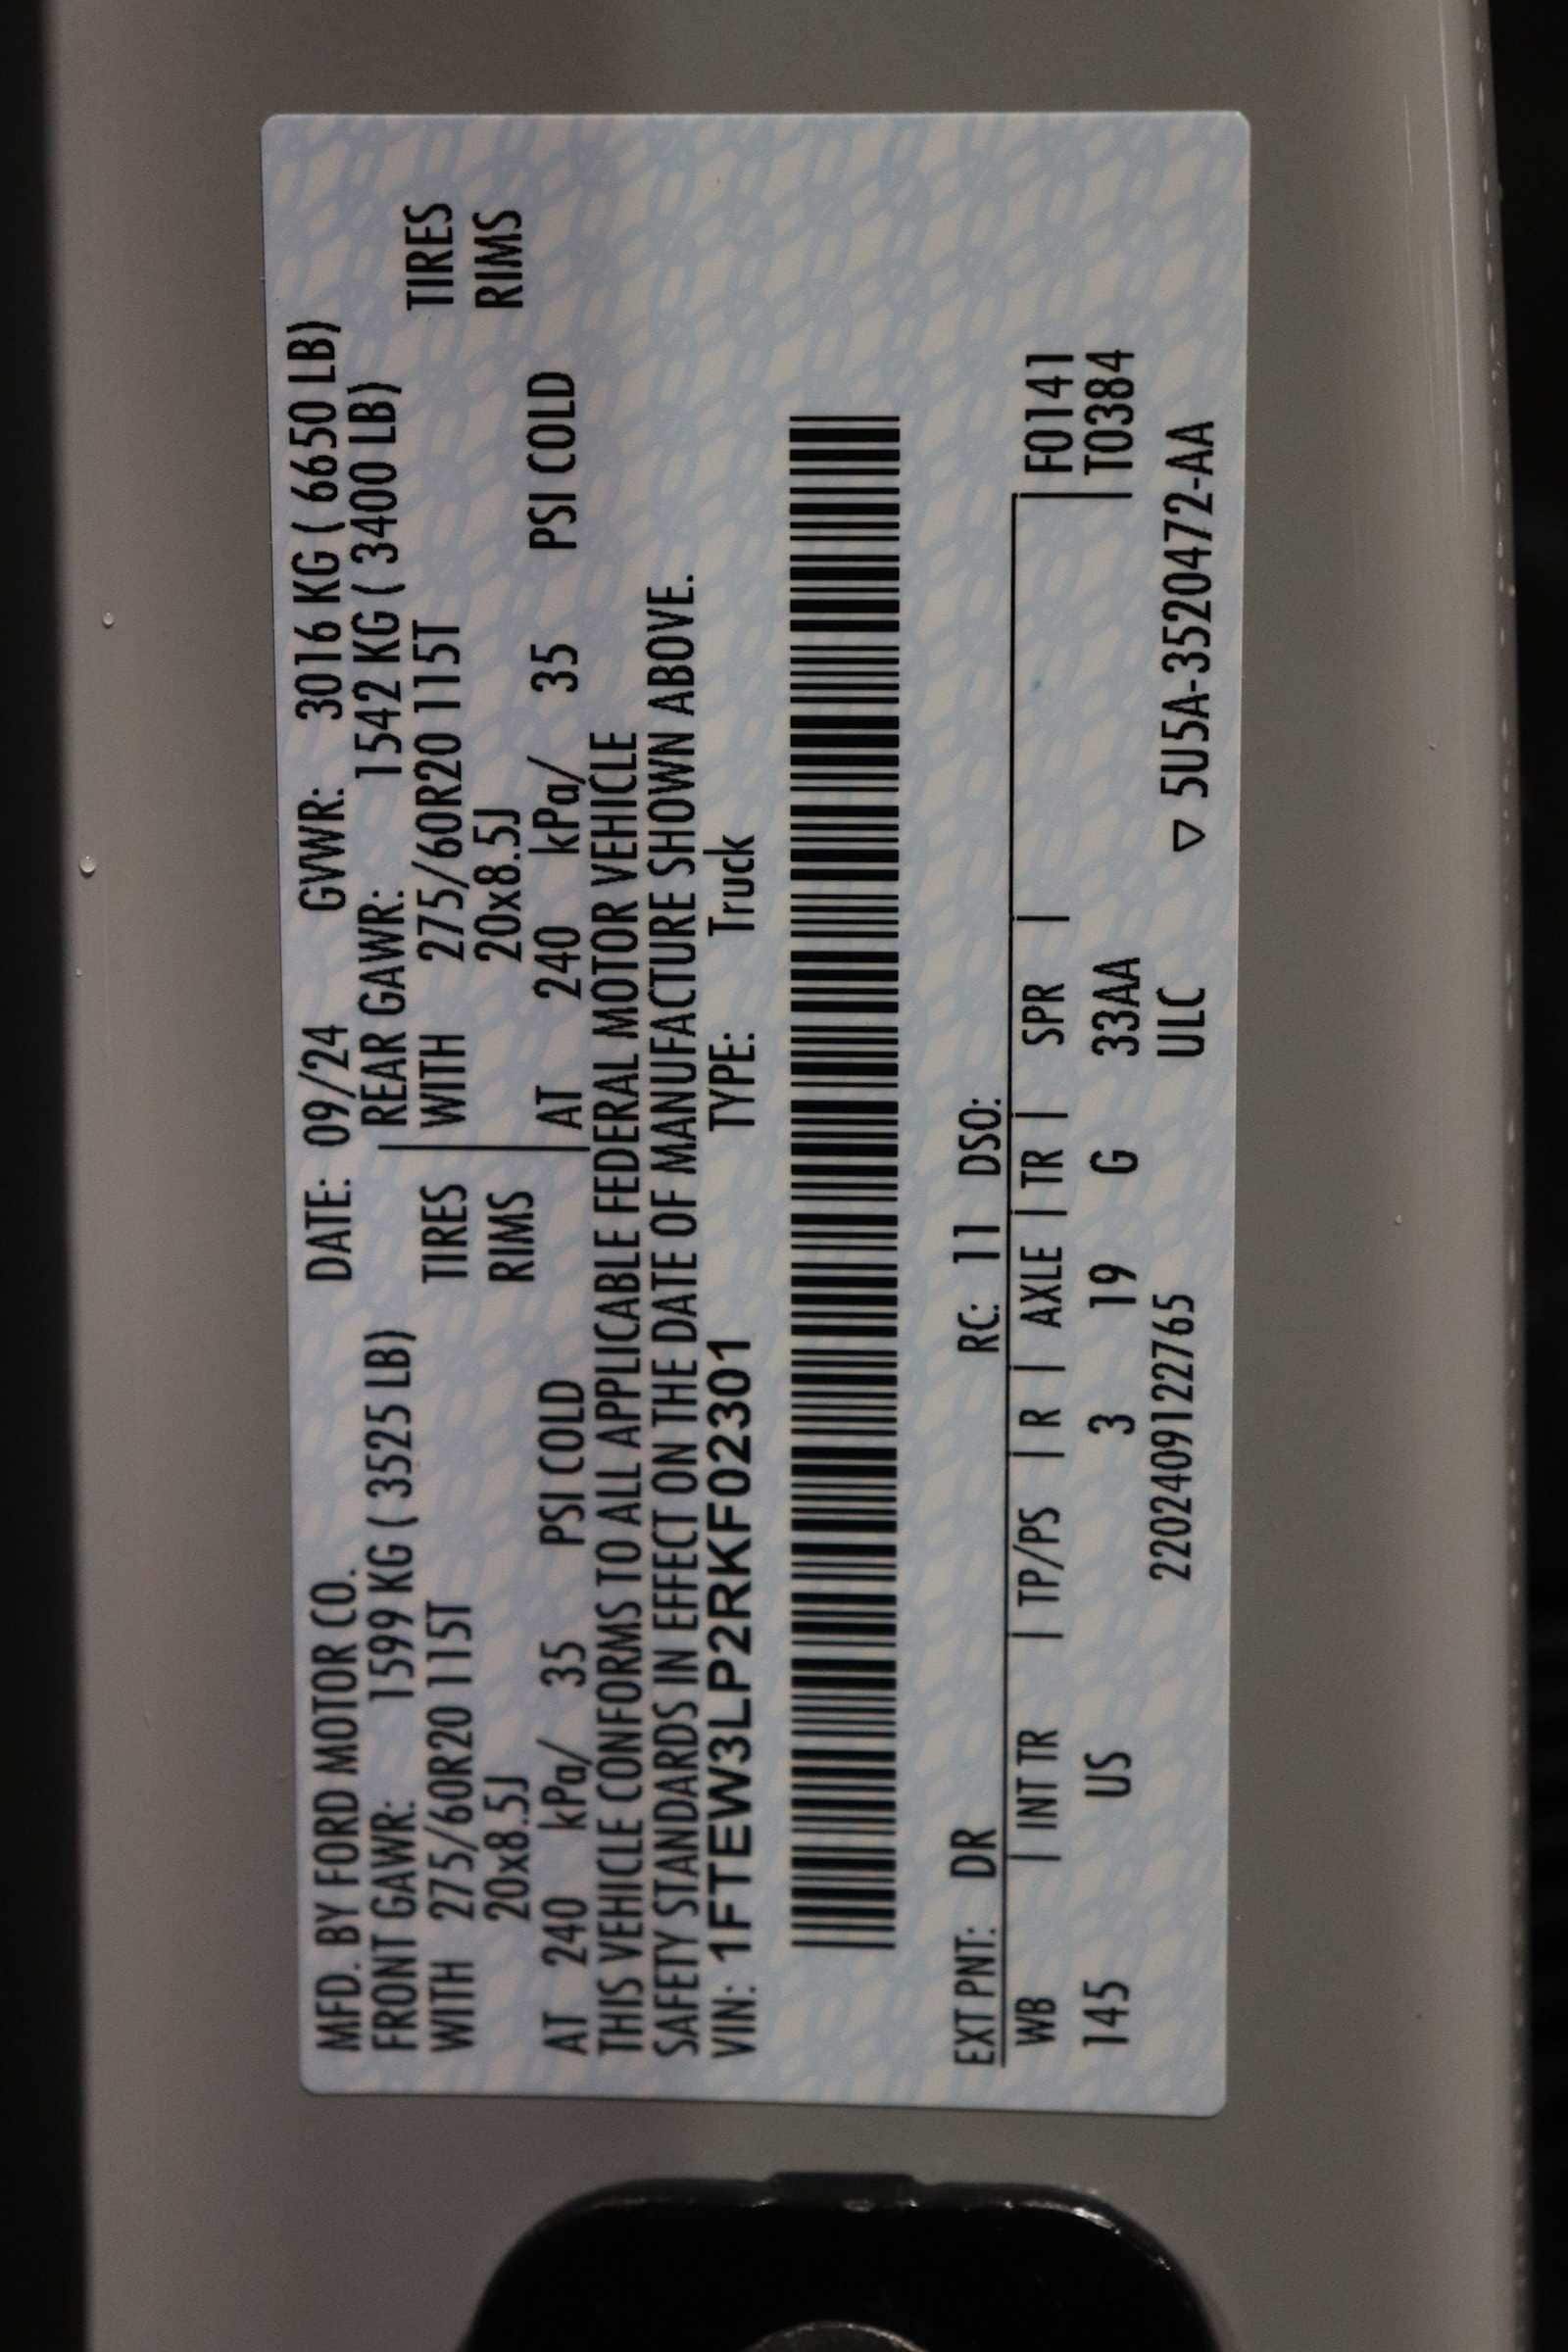 MFD. BY FORD MOTOR CO. DATE: 09/24 GVWR: 3016 KG ( 6650 LB)
FRONT GAWR: 1599 KG ( 3525 LB) REAR GAWR: 1542 KG ( 3400 LB)
WITH 275/60R20 115T TIRES WITH 275/60R20 115T TIRES
20x8.5J RIMS 20x8.5J RIMS
AT 240 kPa/ 35 PSI COLD AT 240 kPa/ 35 PSI COLD
THIS VEHICLE CONFORMS TO ALL APPLICABLE FEDERAL MOTOR VEHICLE
SAFETY STANDARDS IN EFFECT ON THE DATE OF MANUFACTURE SHOWN ABOVE.
VIN: 1FTEW3LP2RKF02301 TYPE: Truck
EXT PNT: DR RC: 11 DSO:
WB | INT TR | TP/PS | R | AXLE | TR | SPR | F0141
145 US 3 19 G 33AA T0384
2202409122765 ULC ▽ 5U5A-3520472-AA